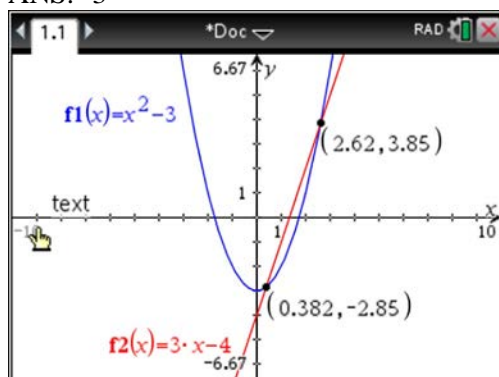 ANS: 3
1.1 *Doc RAD
6.67 y
f1(x)=x²-3
(2.62, 3.85)
1
text
x
-10 1 10
(0.382, -2.85)
f2(x)=3·x-4
-6.67